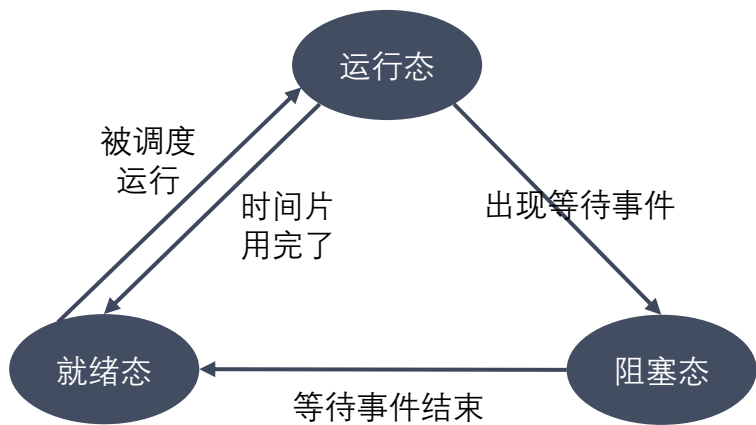 运行态
被调度
运行
时间片
用完了
出现等待事件
就绪态
阻塞态
等待事件结束